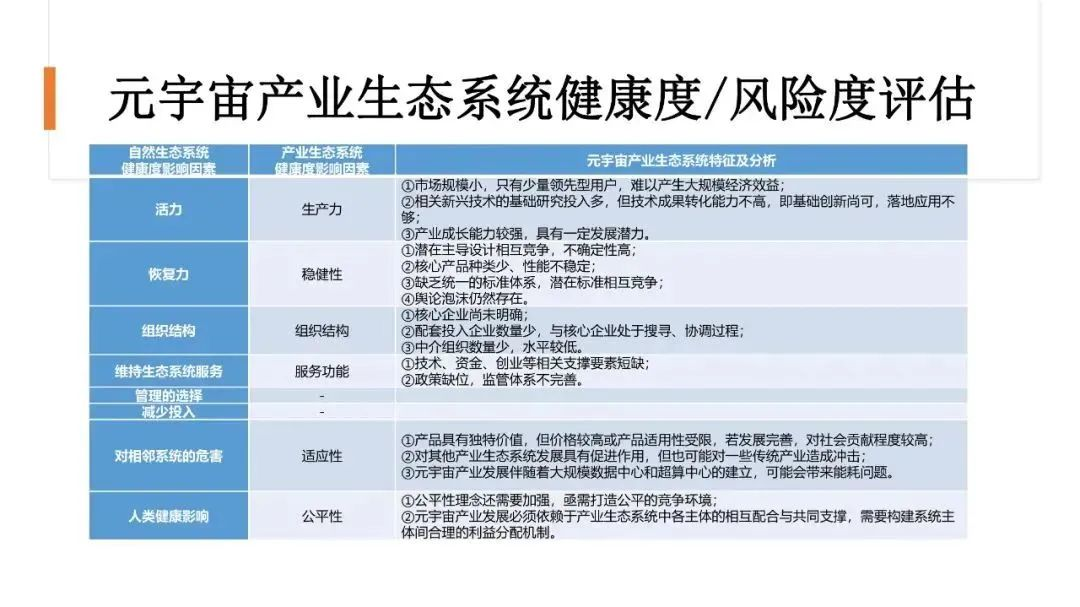 元宇宙产业生态系统健康度/风险度评估
自然生态系统
健康度影响因素
产业生态系统
健康度影响因素
元宇宙产业生态系统特征及分析
活力
生产力
①市场规模小，只有少量领先型用户，难以产生大规模经济效益；
②相关新兴技术的基础研究投入多，但技术成果转化能力不高，即基础创新尚可，落地应用不
够；
③产业成长能力较强，具有一定发展潜力。
恢复力
稳健性
①潜在主导设计相互竞争，不确定性高；
②核心产品种类少、性能不稳定；
③缺乏统一的标准体系，潜在标准相互竞争；
④舆论泡沫仍然存在。
组织结构
组织结构
①核心企业尚未明确；
②配套投入企业数量少，与核心企业处于搜寻、协调过程；
③中介组织数量少，水平较低。
维持生态系统服务
服务功能
①技术、资金、创业等相关支撑要素短缺；
②政策缺位，监管体系不完善。
管理的选择
-
减少投入
-
对相邻系统的危害
适应性
①产品具有独特价值，但价格较高或产品适用性受限，若发展完善，对社会贡献程度较高；
②对其他产业生态系统发展具有促进作用，但也可能对一些传统产业造成冲击；
③元宇宙产业发展伴随着大规模数据中心和超算中心的建立，可能会带来能耗问题。
人类健康影响
公平性
①公平性理念还需要加强，亟需打造公平的竞争环境；
②元宇宙产业发展必须依赖于产业生态系统中各主体的相互配合与共同支撑，需要构建系统主
体间合理的利益分配机制。